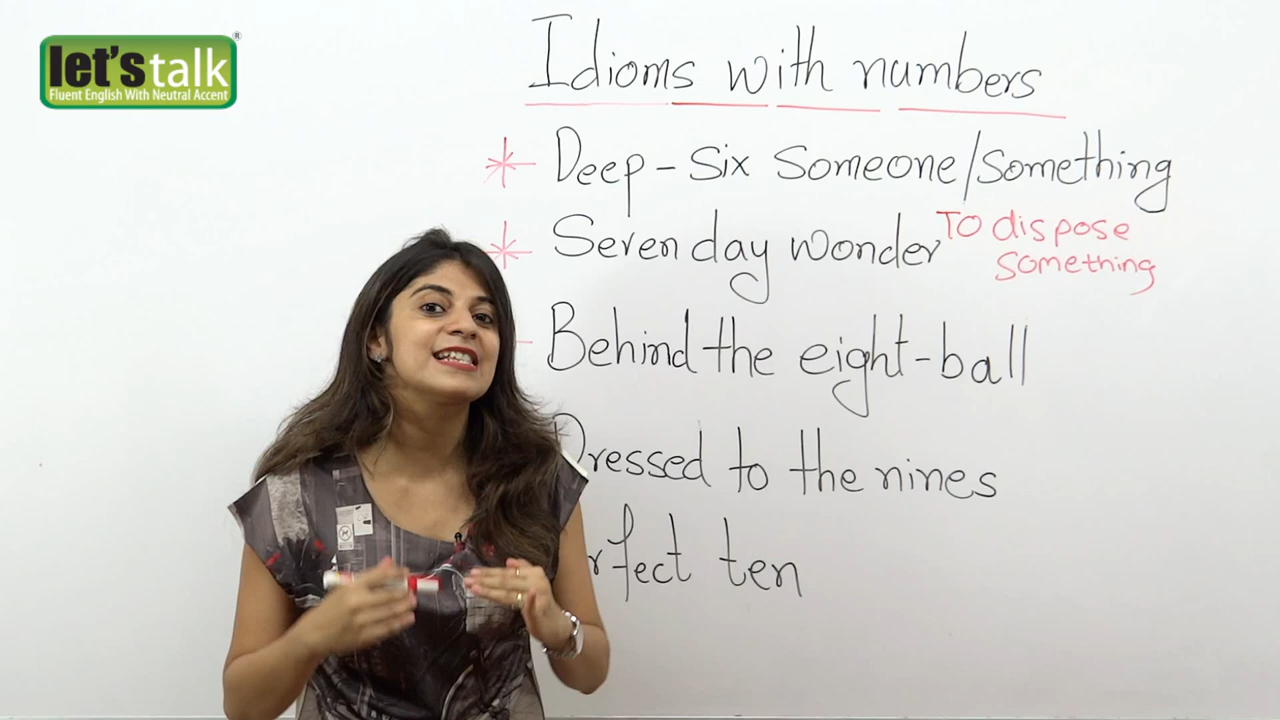 let's talk®
Fluent English With Neutral Accent
Idioms with numbers
* Deep-six someone/something
* Seven day wonder
To dispose
something
Behind the eight-ball
Dressed to the nines
rfect ten